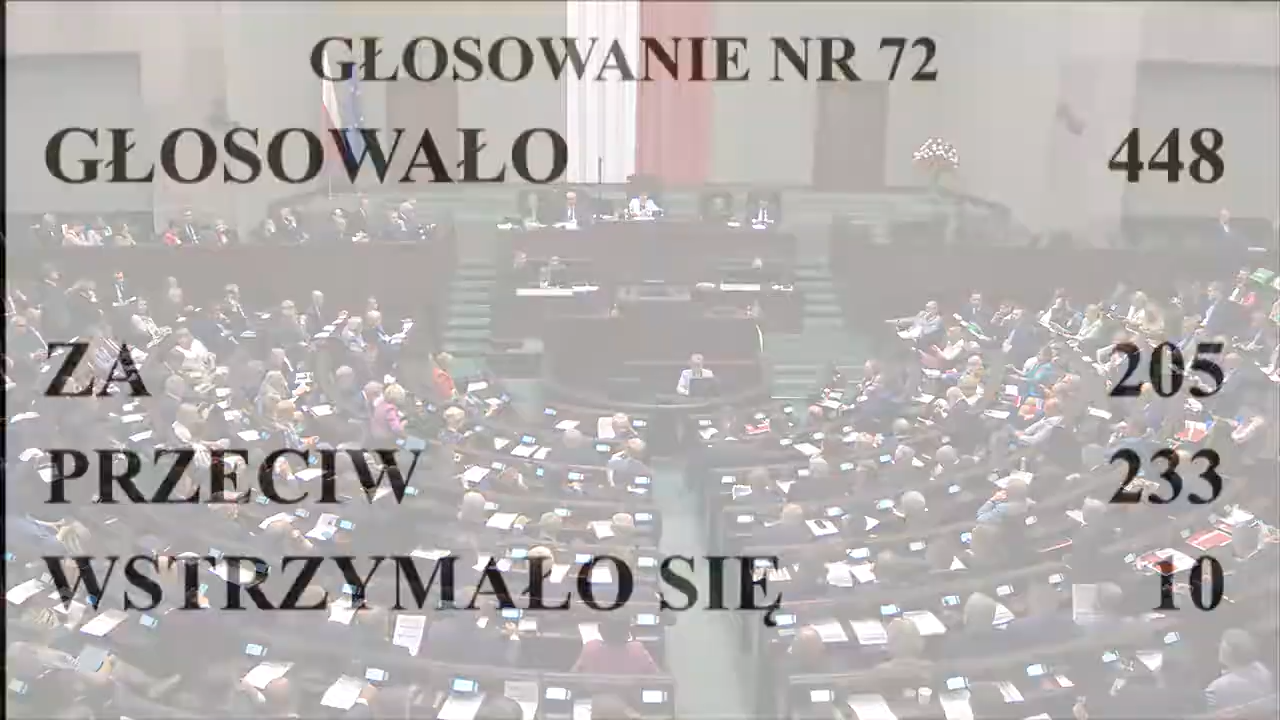 GŁOSOWANIE NR 72
GŁOSOWAŁO 448
ZA 205
PRZECIW 233
WSTRZYMAŁO SIĘ 10